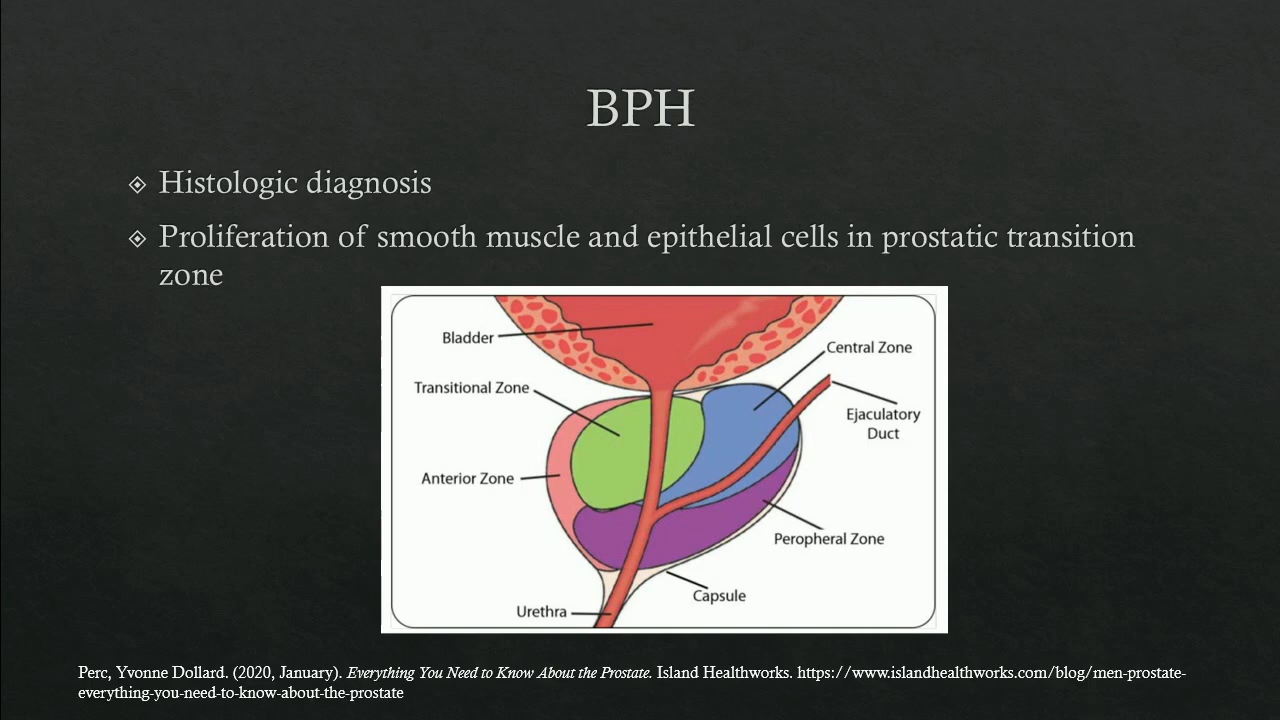 BPH
Histologic diagnosis
Proliferation of smooth muscle and epithelial cells in prostatic transition
zone
Bladder
Central Zone
Transitional Zone
Ejaculatory
Duct
Anterior Zone
Peropheral Zone
Capsule
Urethra
Perc, Yvonne Dollard. (2020, January). Everything You Need to Know About the Prostate. Island Healthworks. https://www.islandhealthworks.com/blog/men-prostate-
everything-you-need-to-know-about-the-prostate